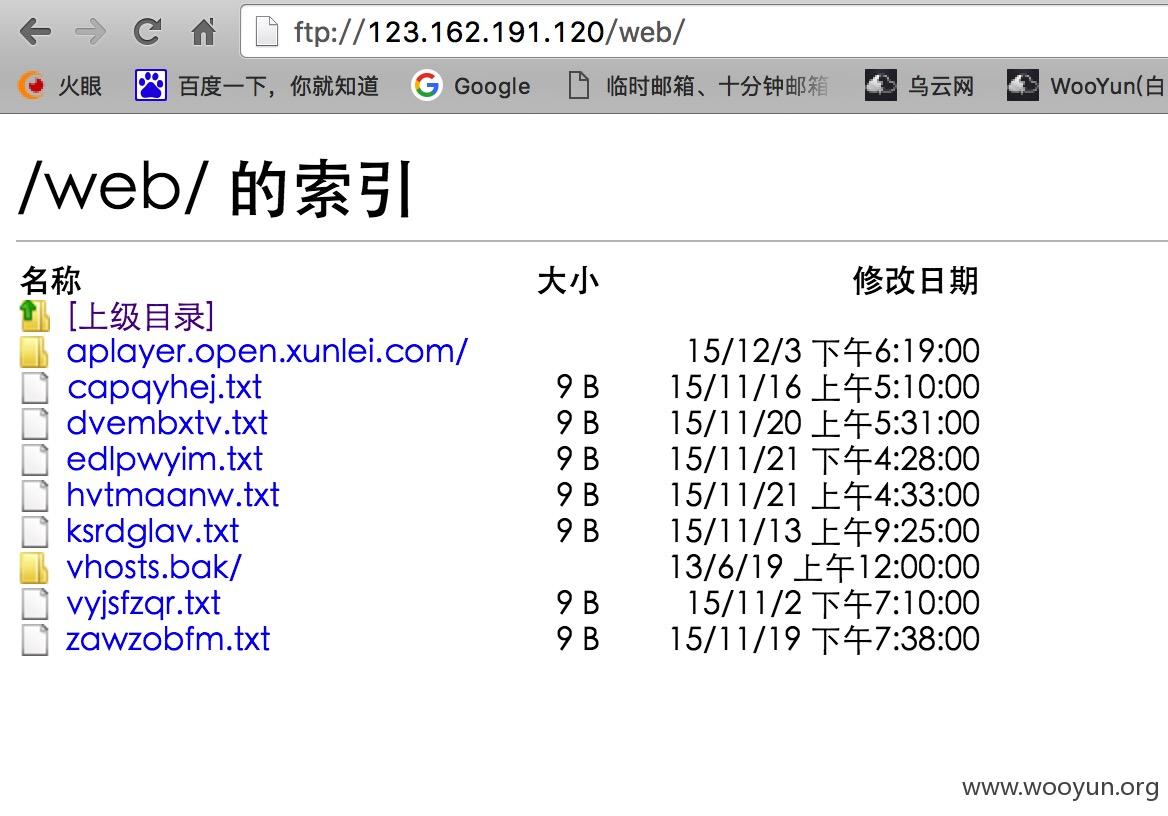 ftp://123.162.191.120/web/
火眼 百度一下，你就知道 Google 临时邮箱、十分钟邮箱 乌云网 WooYun(白
/web/ 的索引
名称 大小 修改日期
[上级目录]
aplayer.open.xunlei.com/ 15/12/3 下午6:19:00
capqyhej.txt 9 B 15/11/16 上午5:10:00
dvembxtv.txt 9 B 15/11/20 上午5:31:00
edlpwyim.txt 9 B 15/11/21 下午4:28:00
hvtmaanw.txt 9 B 15/11/21 上午4:33:00
ksrdglav.txt 9 B 15/11/13 上午9:25:00
vhosts.bak/ 13/6/19 上午12:00:00
vyjsfzqr.txt 9 B 15/11/2 下午7:10:00
zawzobfm.txt 9 B 15/11/19 下午7:38:00
www.wooyun.org